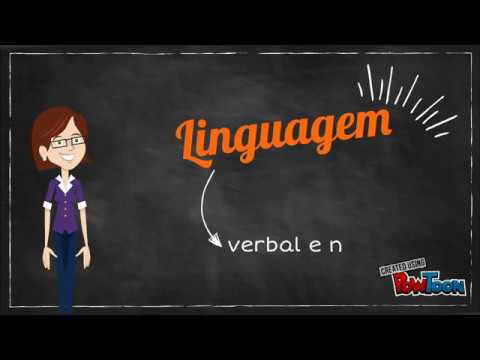 Linguagem
verbal e n
CREATED USING
POWTOON